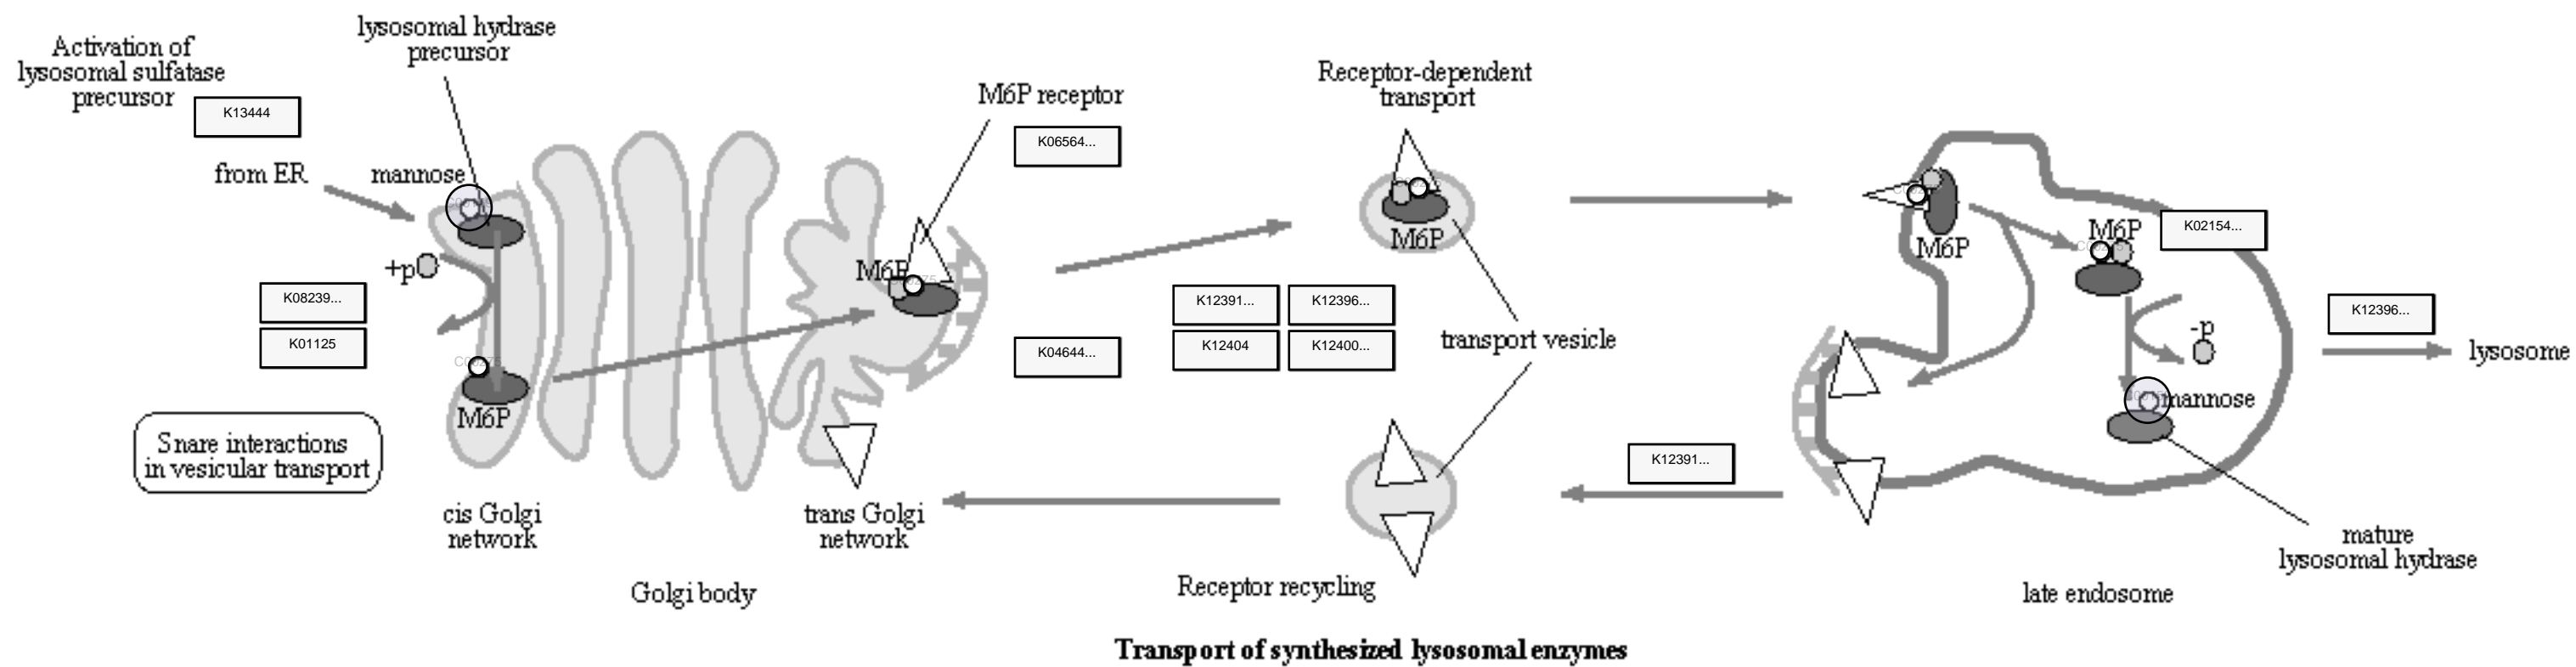 lysosomal hydrase
precursor
Activation of
lysosomal sulfatase
precursor
K13444
M6P receptor
K06564...
Receptor-dependent
transport
from ER
mannose
M6P
M6P
M6P
K02154...
+p
M6P
K08239...
K01125
K12391...
K12396...
K12404
K12400...
K04644...
transport vesicle
-p
K12396...
lysosome
mannose
M6P
Snare interactions
in vesicular transport
K12391...
cis Golgi
network
trans Golgi
network
mature
lysosomal hydrase
Golgi body
Receptor recycling
late endosome
Transport of synthesized lysosomal enzymes